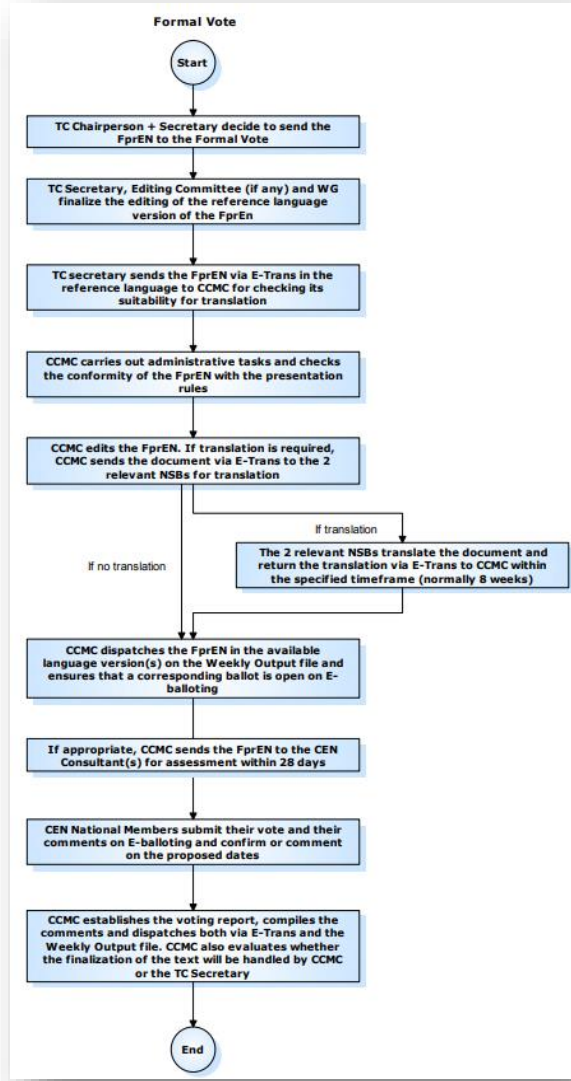 Formal Vote
Start
TC Chairperson + Secretary decide to send the
FprEN to the Formal Vote
TC Secretary, Editing Committee (if any) and WG
finalize the editing of the reference language
version of the FprEn
TC secretary sends the FprEN via E-Trans in the
reference language to CCMC for checking its
suitability for translation
CCMC carries out administrative tasks and checks
the conformity of the FprEN with the presentation
rules
CCMC edits the FprEN. If translation is required,
CCMC sends the document via E-Trans to the 2
relevant NSBs for translation
If translation
If no translation
The 2 relevant NSBs translate the document and
return the translation via E-Trans to CCMC within
the specified timeframe (normally 8 weeks)
CCMC dispatches the FprEN in the available
language version(s) on the Weekly Output file and
ensures that a corresponding ballot is open on E-
balloting
If appropriate, CCMC sends the FprEN to the CEN
Consultant(s) for assessment within 28 days
CEN National Members submit their vote and their
comments on E-balloting and confirm or comment
on the proposed dates
CCMC establishes the voting report, compiles the
comments and dispatches both via E-Trans and the
Weekly Output file. CCMC also evaluates whether
the finalization of the text will be handled by CCMC
or the TC Secretary
End